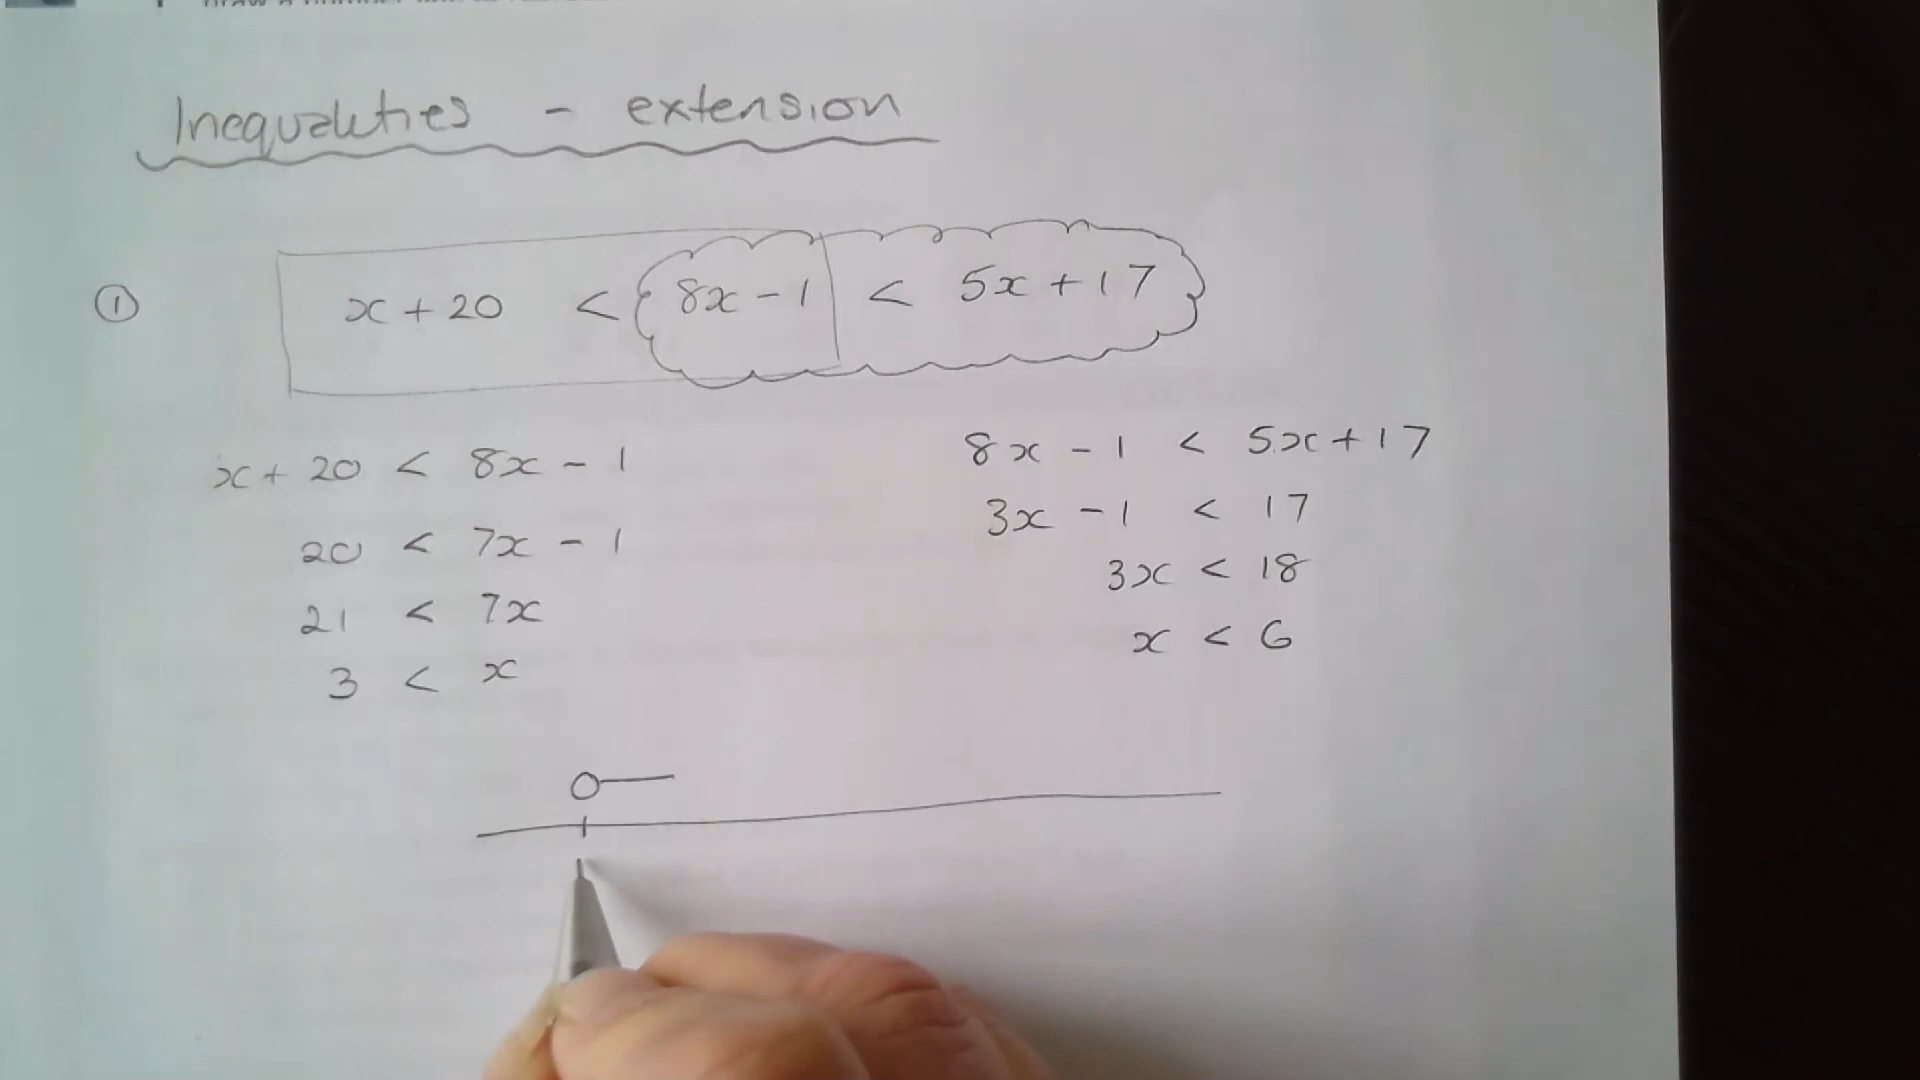 Inequalities - extension
① x + 20 < 8x - 1 < 5x + 17
x + 20 < 8x - 1
20 < 7x - 1
21 < 7x
3 < x
8x - 1 < 5x + 17
3x - 1 < 17
3x < 18
x < 6